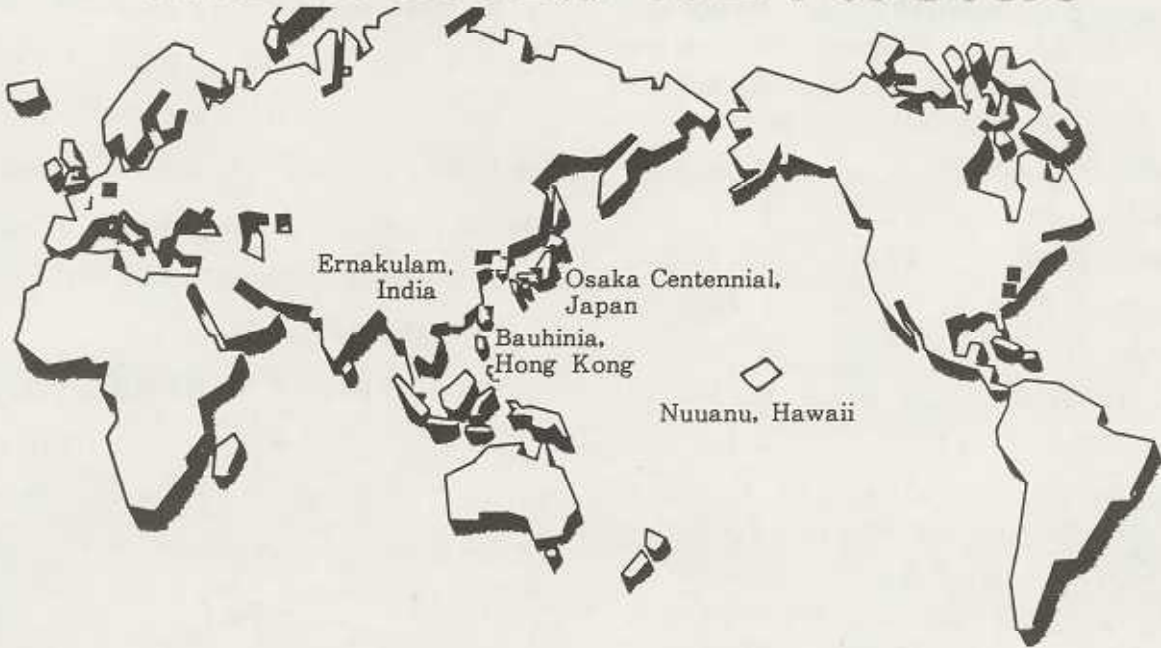 Ernakulam,
India
Osaka Centennial,
Japan
Bauhinia,
Hong Kong
Nuuanu, Hawaii